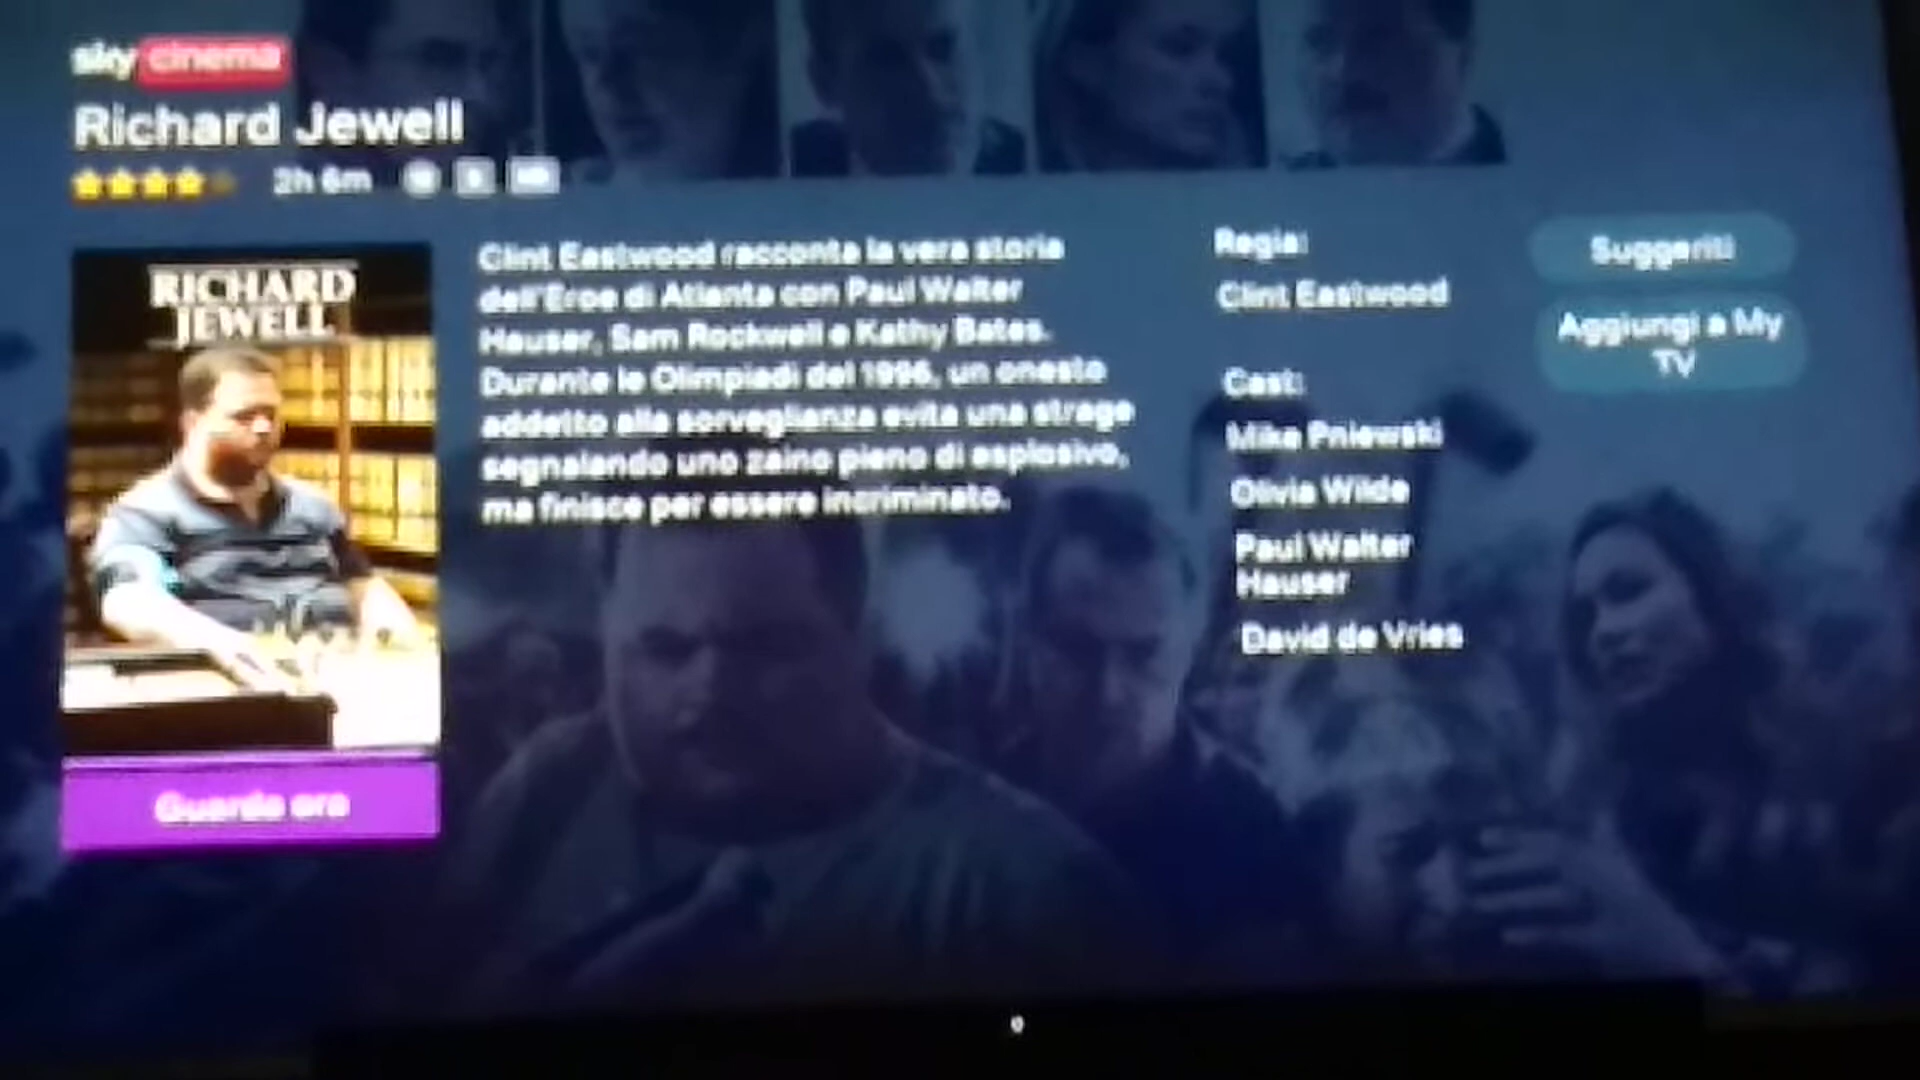 sky cinema
Richard Jewell
2h 6m
RICHARD
JEWELL
Clint Eastwood racconta la vera storia
dell'Eroe di Atlanta con Paul Walter
Hauser, Sam Rockwell e Kathy Bates.
Durante le Olimpiadi del 1996, un onesto
addetto alla sorveglianza evita una strage
segnalando uno zaino pieno di esplosivo,
ma finisce per essere incriminato.
Guarda ora
Regia:
Clint Eastwood
Cast:
Mike Pniewski
Olivia Wilde
Paul Walter
Hauser
David de Vries
Suggeriti
Aggiungi a My
TV